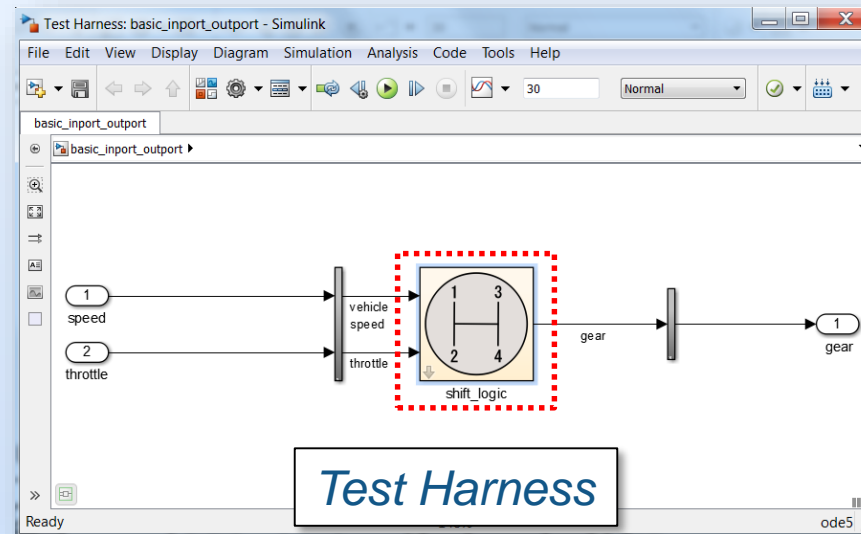 Test Harness: basic_inport_outport - Simulink
File Edit View Display Diagram Simulation Analysis Code Tools Help
30 Normal
basic_inport_outport
basic_inport_outport
1
speed
2
throttle
vehicle
speed
throttle
1 3
2 4
shift_logic
gear
1
gear
Test Harness
Ready
ode5